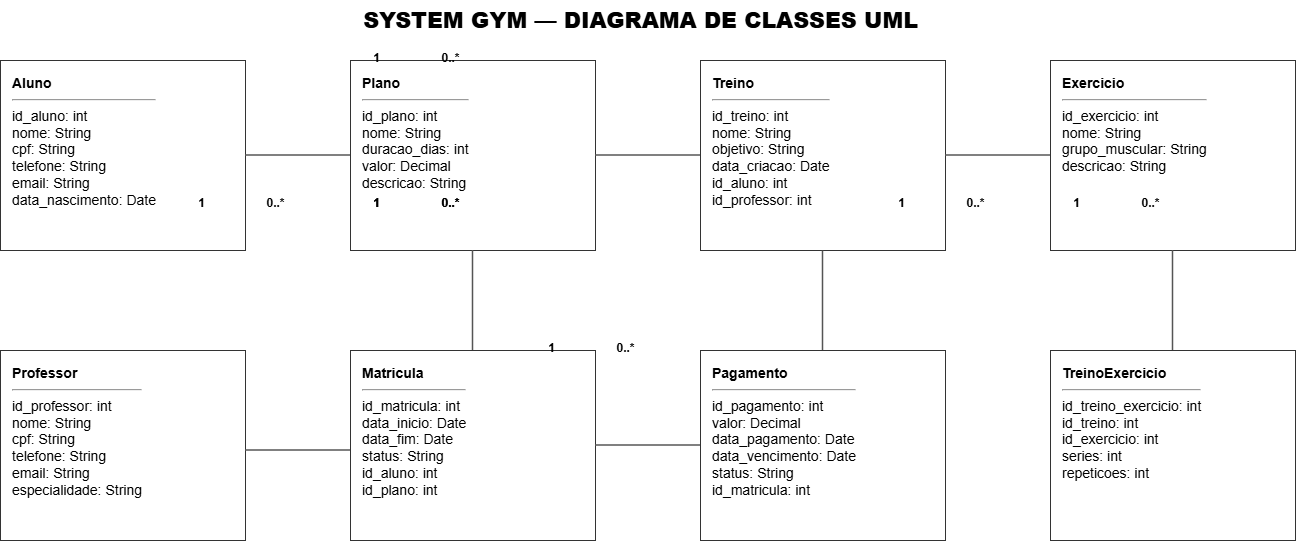 SYSTEM GYM — DIAGRAMA DE CLASSES UML
1 0..*
Aluno
id_aluno: int
nome: String
cpf: String
telefone: String
email: String
data_nascimento: Date
1 0..*
Plano
id_plano: int
nome: String
duracao_dias: int
valor: Decimal
descricao: String
1 0..*
Treino
id_treino: int
nome: String
objetivo: String
data_criacao: Date
id_aluno: int
id_professor: int
1 0..*
Exercicio
id_exercicio: int
nome: String
grupo_muscular: String
descricao: String
1 0..*
1 0..*
Professor
id_professor: int
nome: String
cpf: String
telefone: String
email: String
especialidade: String
Matricula
id_matricula: int
data_inicio: Date
data_fim: Date
status: String
id_aluno: int
id_plano: int
Pagamento
id_pagamento: int
valor: Decimal
data_pagamento: Date
data_vencimento: Date
status: String
id_matricula: int
TreinoExercicio
id_treino_exercicio: int
id_treino: int
id_exercicio: int
series: int
repeticoes: int